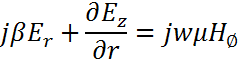 jβE_r + ∂E_z/∂r = jwμH_∅